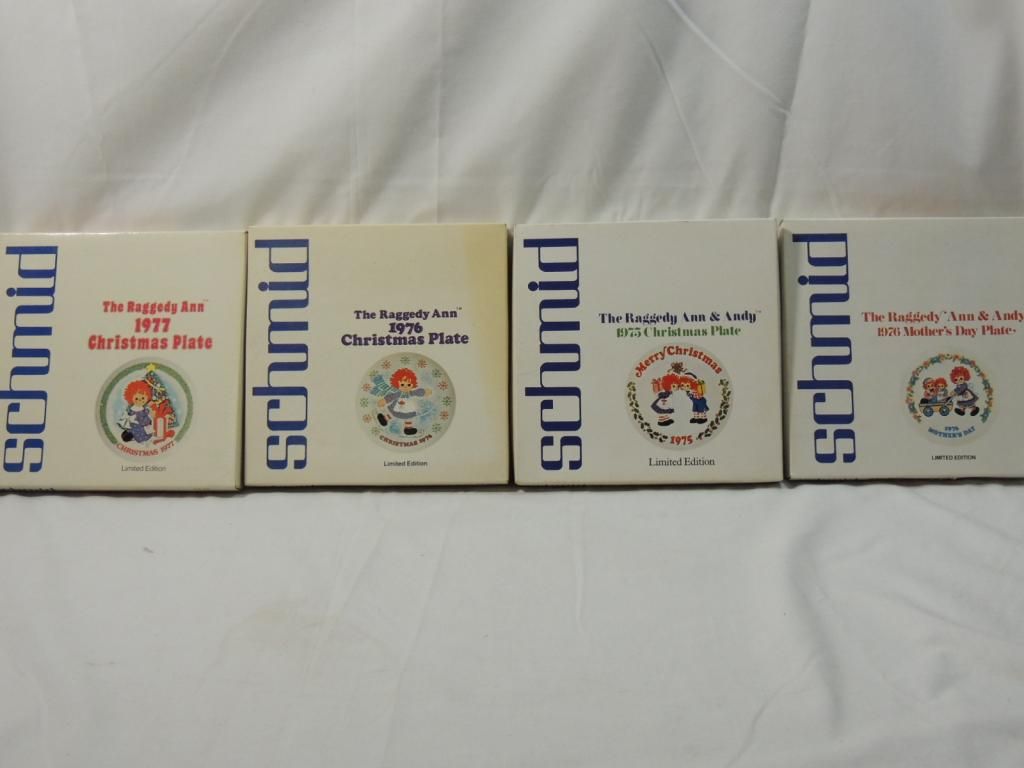 schmid
The Raggedy Ann™
1977
Christmas Plate
CHRISTMAS 1977
Limited Edition
schmid
The Raggedy Ann™
1976
Christmas Plate
CHRISTMAS 1976
Limited Edition
schmid
The Raggedy Ann & Andy™
1975 Christmas Plate
Merry Christmas
1975
Limited Edition
schmid
The Raggedy™ Ann & Andy
1976 Mother's Day Plate
1976
MOTHER'S DAY
LIMITED EDITION